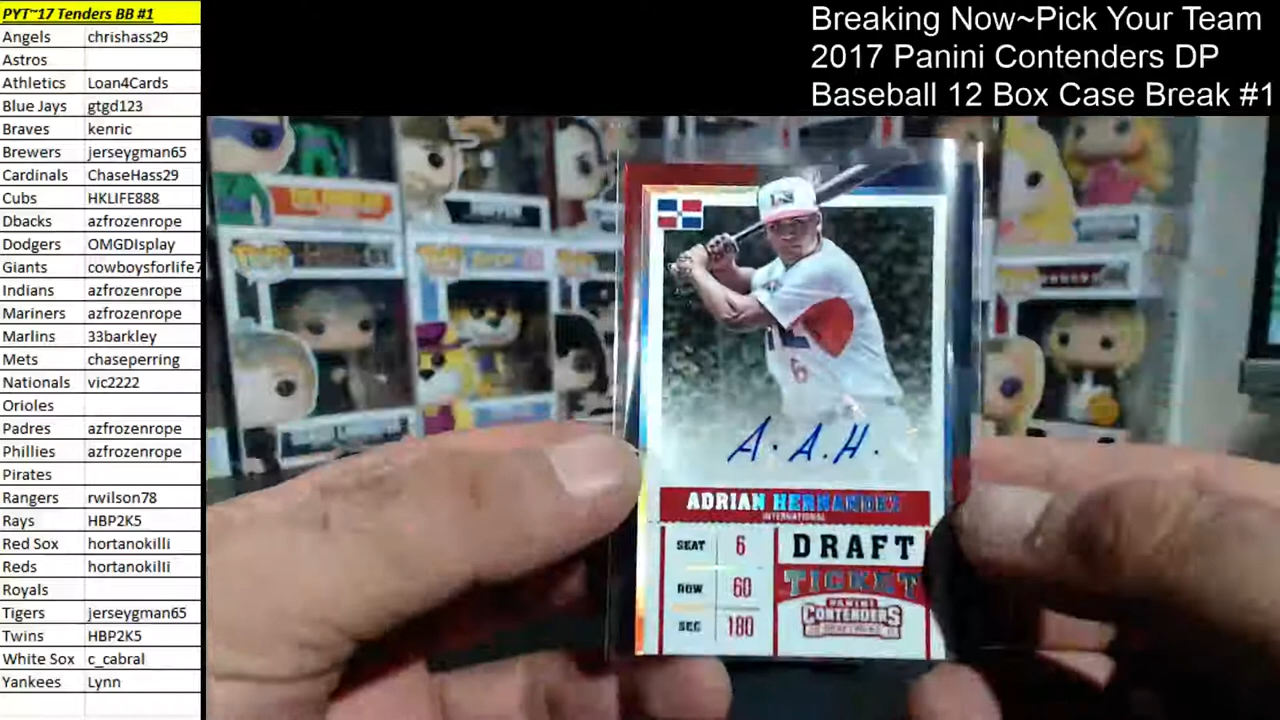 PYT~17 Tenders BB #1
Angels chrishass29
Astros
Athletics Loan4Cards
Blue Jays gtgd123
Braves kenric
Brewers jerseygman65
Cardinals ChaseHass29
Cubs HKLIFE888
Dbacks azfrozenrope
Dodgers OMGDIsplay
Giants cowboysforlife7
Indians azfrozenrope
Mariners azfrozenrope
Marlins 33barkley
Mets chaseperring
Nationals vic2222
Orioles
Padres azfrozenrope
Phillies azfrozenrope
Pirates
Rangers rwilson78
Rays HBP2K5
Red Sox hortanokilli
Reds hortanokilli
Royals
Tigers jerseygman65
Twins HBP2K5
White Sox c_cabral
Yankees Lynn
Breaking Now~Pick Your Team
2017 Panini Contenders DP
Baseball 12 Box Case Break #1
6
A. A.H.
ADRIAN HERNANDEZ
INTERNATIONAL
SEAT 6
ROW 60
SEC 180
DRAFT
TICKET
PANINI
CONTENDERS